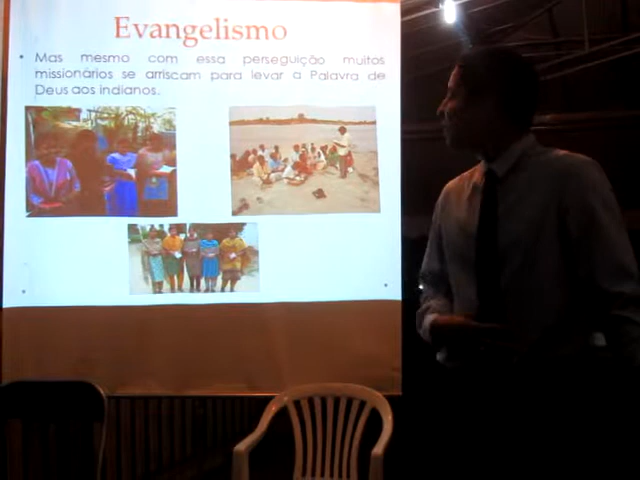 Evangelismo
• Mas mesmo com essa perseguição muitos
missionários se arriscam para levar a Palavra de
Deus aos indianos.